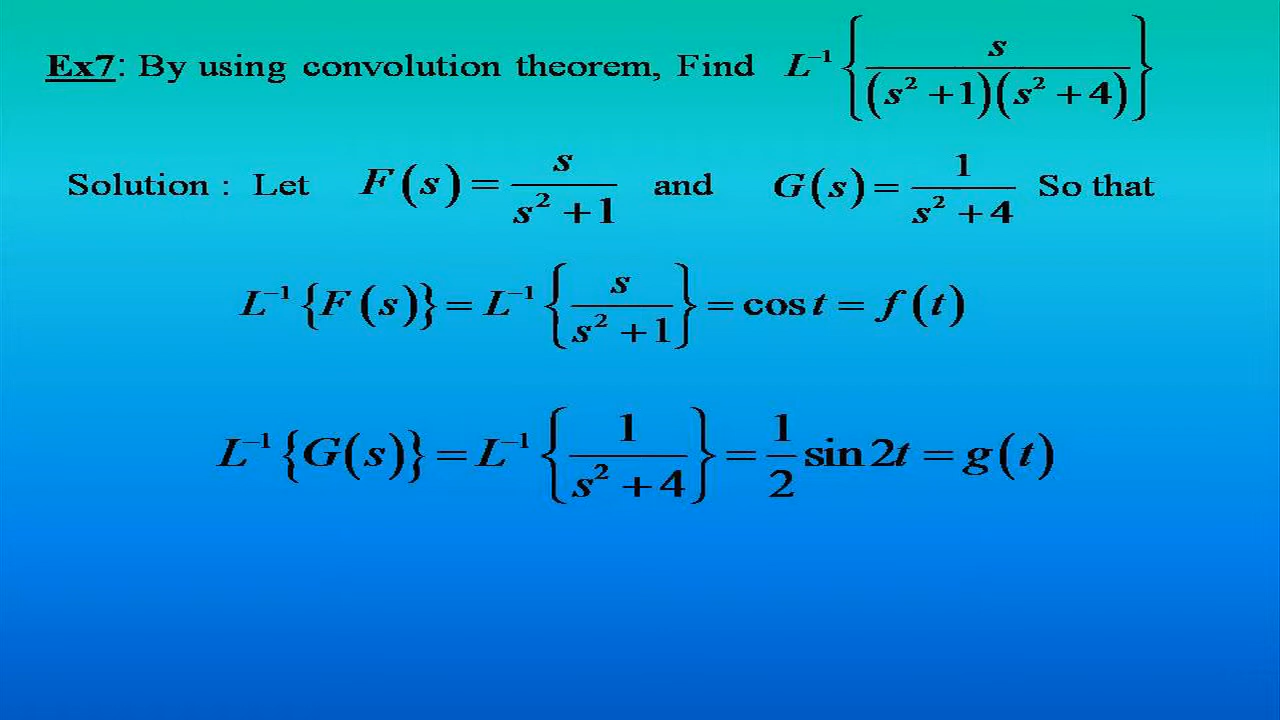 Ex7: By using convolution theorem, Find L⁻¹{s/((s²+1)(s²+4))}
Solution : Let F(s)=s/(s²+1) and G(s)=1/(s²+4) So that
L⁻¹{F(s)}=L⁻¹{s/(s²+1)}=cos t=f(t)
L⁻¹{G(s)}=L⁻¹{1/(s²+4)}=1/2 sin 2t=g(t)